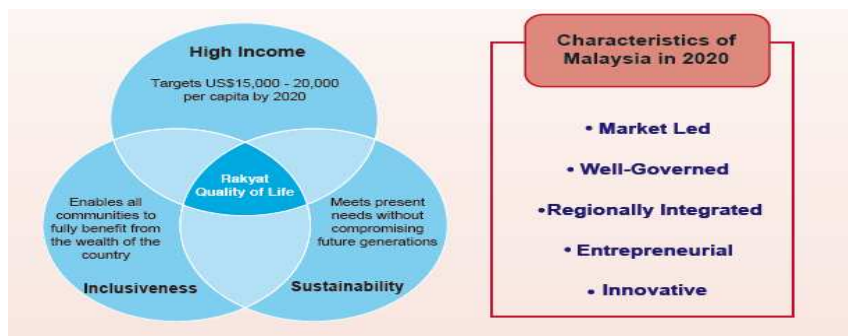 High Income
Targets US$15,000 - 20,000
per capita by 2020
Rakyat
Quality of Life
Enables all
communities to
fully benefit from
the wealth of the
country
Inclusiveness
Meets present
needs without
compromising
future generations
Sustainability
Characteristics of
Malaysia in 2020
• Market Led
• Well-Governed
•Regionally Integrated
• Entrepreneurial
• Innovative